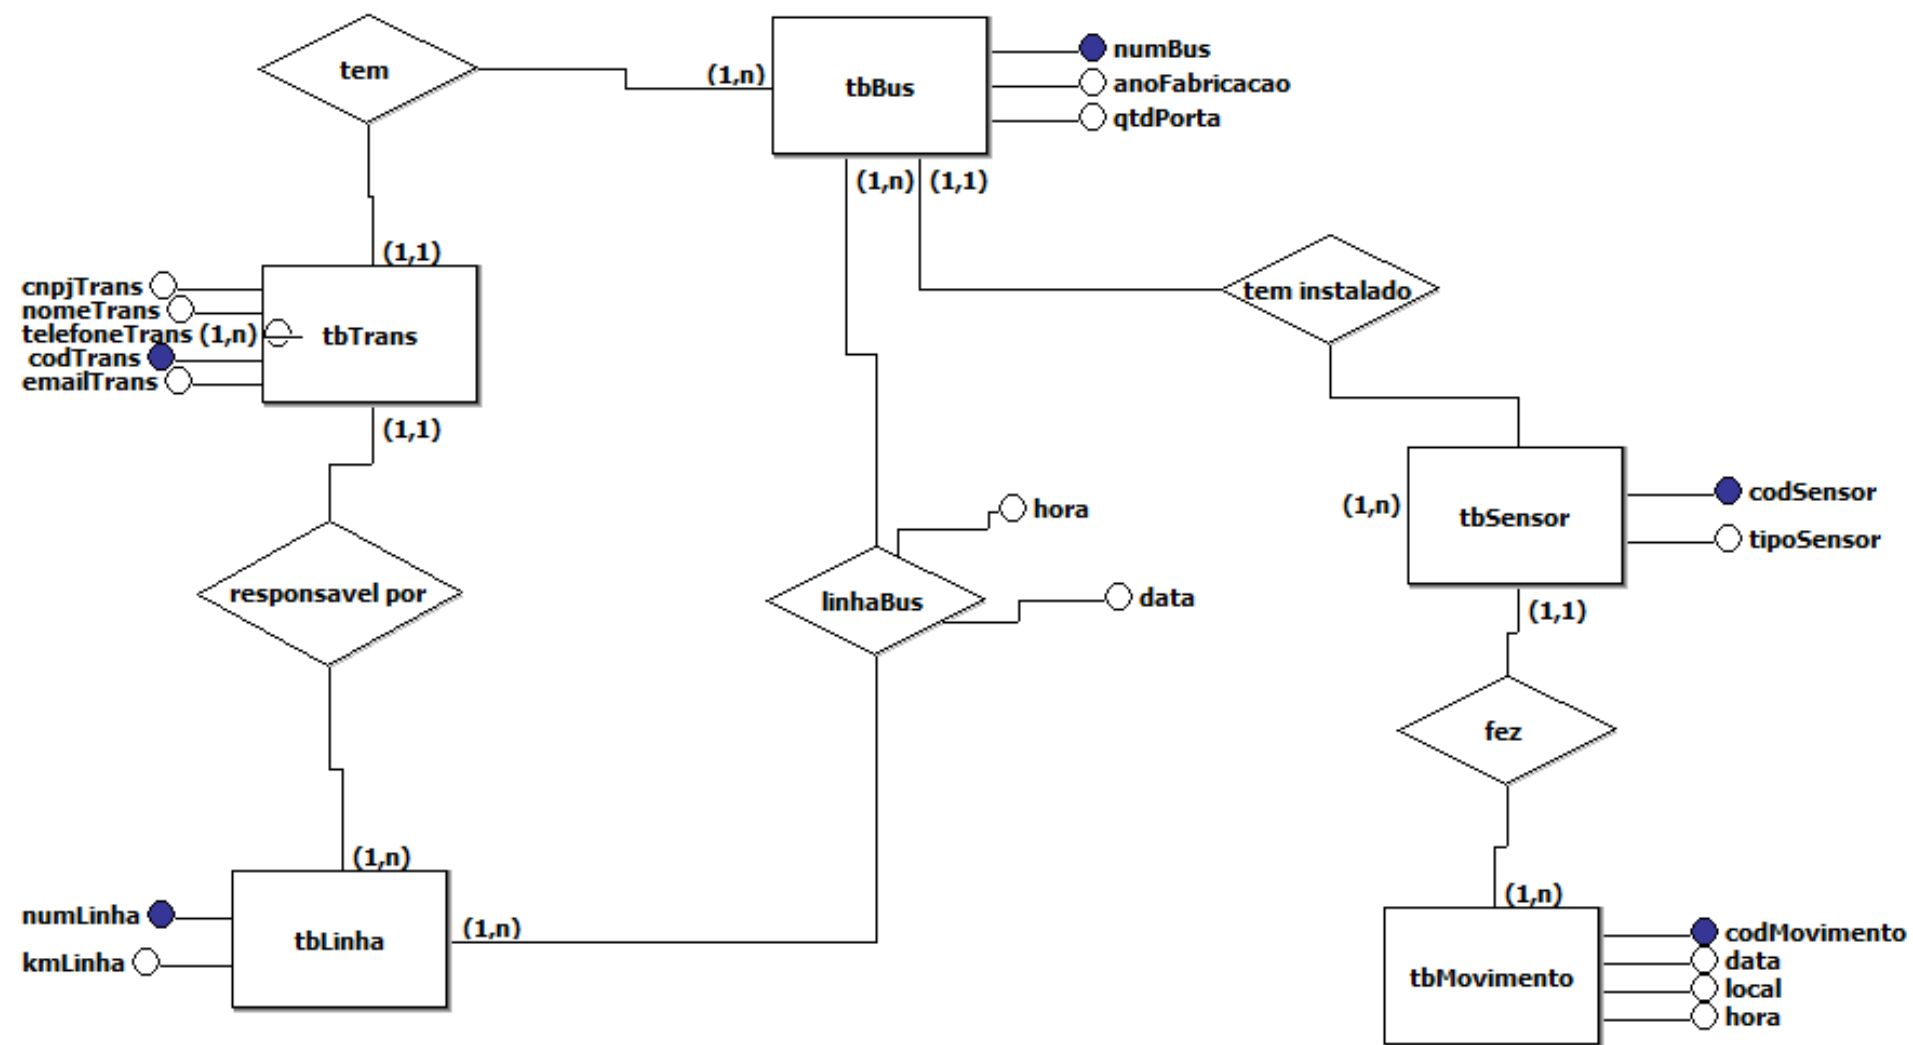 tem
(1,n)
tbBus
numBus
anoFabricacao
qtdPorta
(1,n)
(1,1)
(1,1)
cnpjTrans
nomeTrans
telefoneTrans (1,n)
codTrans
emailTrans
tbTrans
tem instalado
(1,1)
(1,n)
tbSensor
codSensor
tipoSensor
hora
responsavel por
linhaBus
data
(1,1)
fez
(1,n)
numLinha
kmLinha
tbLinha
(1,n)
(1,n)
tbMovimento
codMovimento
data
local
hora